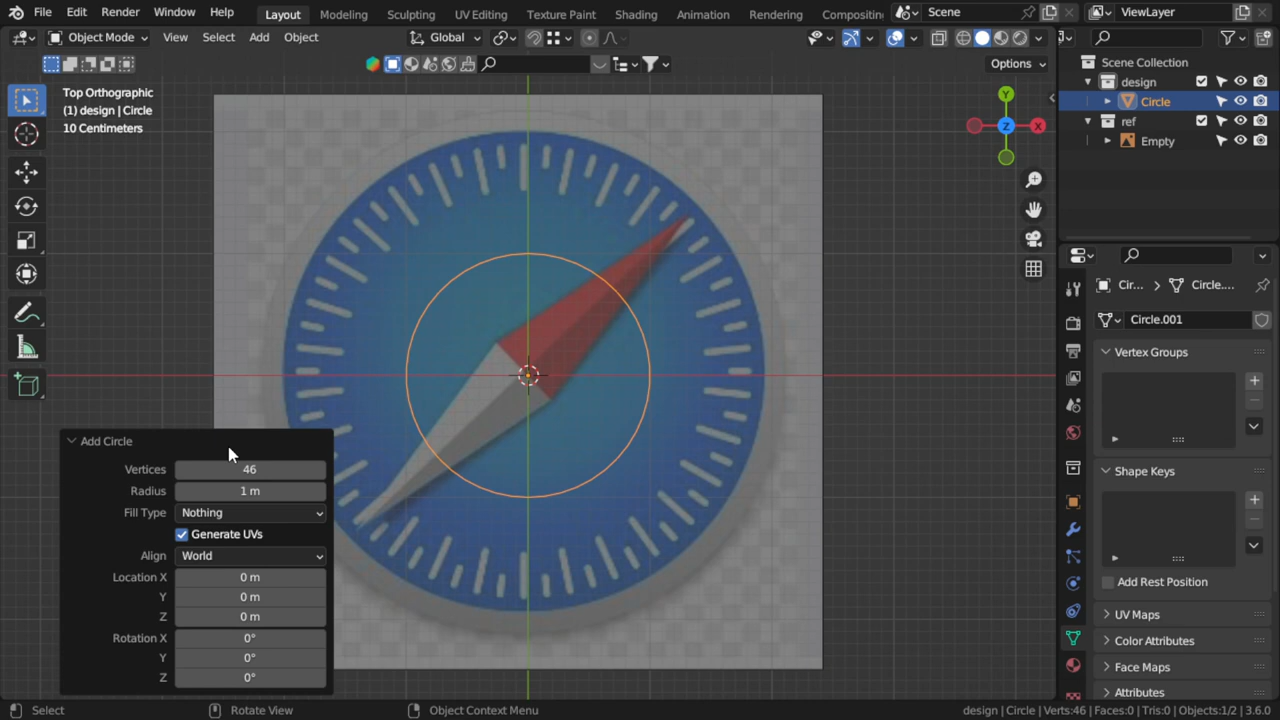 File Edit Render Window Help Layout Modeling Sculpting UV Editing Texture Paint Shading Animation Rendering Compositin Scene ViewLayer
Object Mode View Select Add Object Global
Options
Top Orthographic
(1) design | Circle
10 Centimeters
Y
Z
X
Scene Collection
design
Circle
ref
Empty
Cir... > Circle....
Circle.001
Vertex Groups
Shape Keys
Add Rest Position
UV Maps
Color Attributes
Face Maps
Attributes
Add Circle
Vertices 46
Radius 1 m
Fill Type Nothing
Generate UVs
Align World
Location X 0 m
Y 0 m
Z 0 m
Rotation X 0°
Y 0°
Z 0°
Select Rotate View Object Context Menu design | Circle | Verts:46 | Faces:0 | Tris:0 | Objects:1/2 | 3.6.0